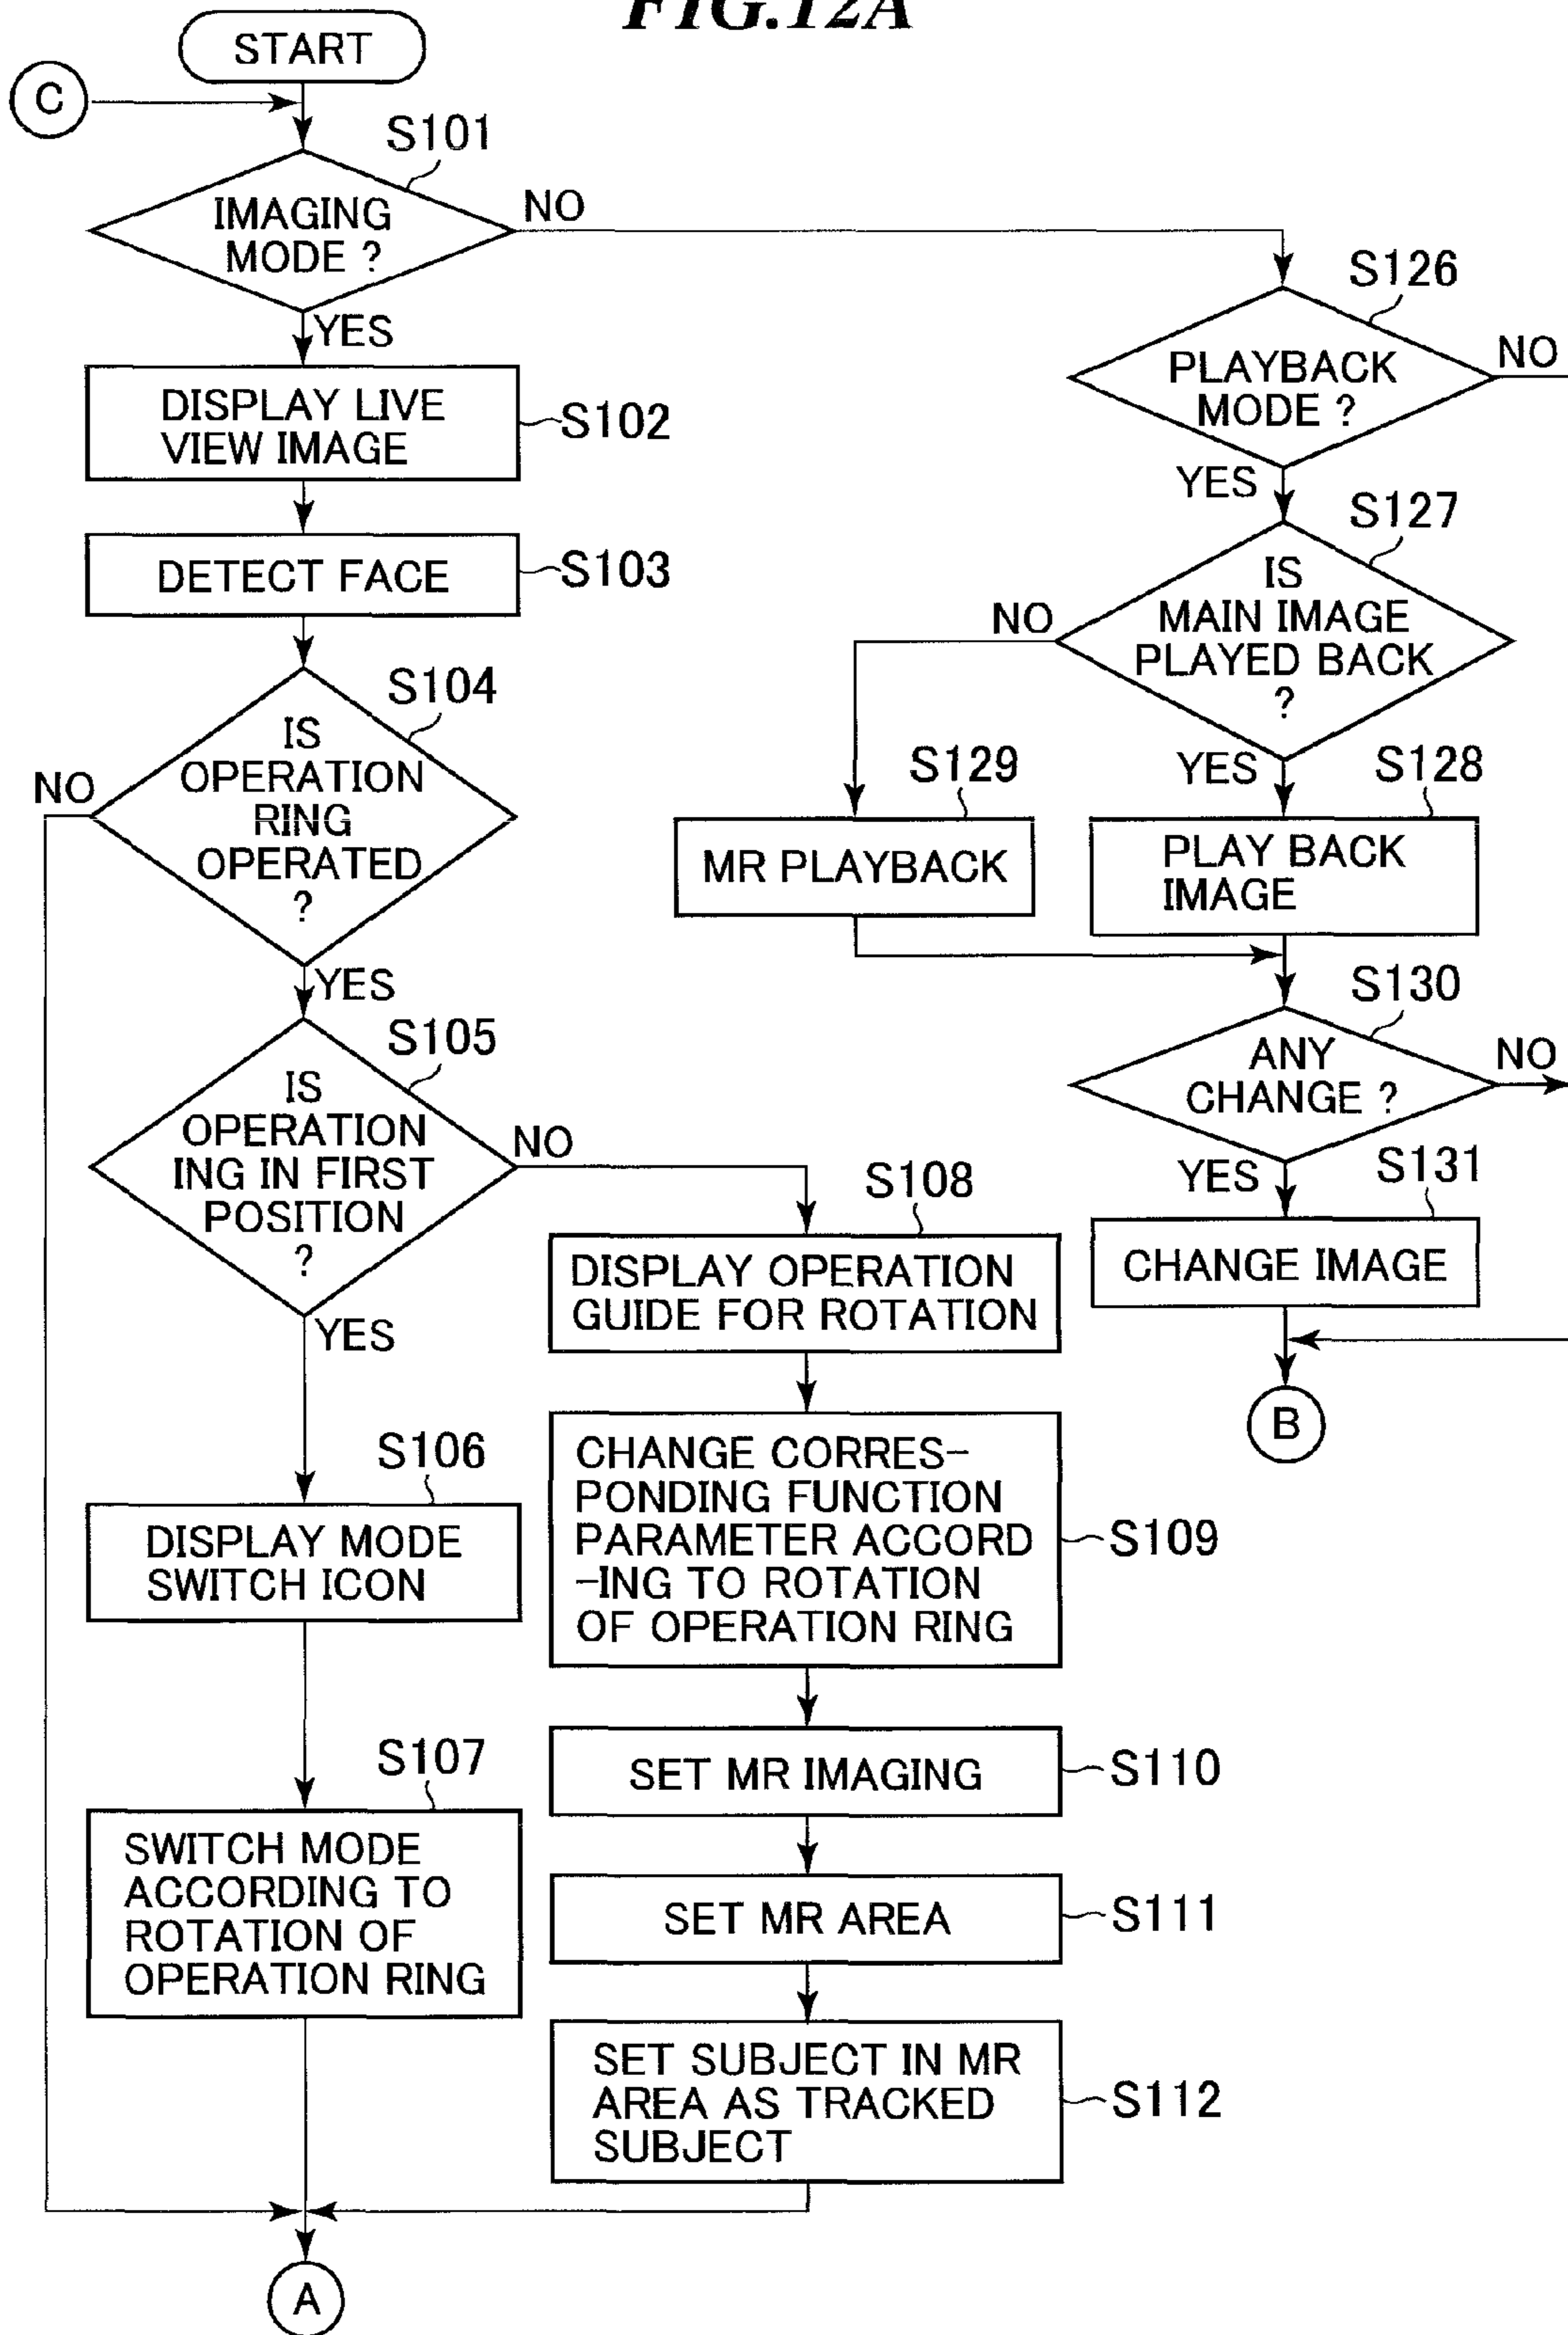 FIG.12A
START
C
S101
IMAGING
MODE ?
NO
YES
DISPLAY LIVE
VIEW IMAGE
S102
DETECT FACE
S103
S104
IS
OPERATION
RING
OPERATED
?
NO
YES
S105
IS
OPERATION
ING IN FIRST
POSITION
?
NO
YES
S106
DISPLAY MODE
SWITCH ICON
S107
SWITCH MODE
ACCORDING TO
ROTATION OF
OPERATION RING
A
S108
DISPLAY OPERATION
GUIDE FOR ROTATION
CHANGE CORRES-
PONDING FUNCTION
PARAMETER ACCORD
-ING TO ROTATION
OF OPERATION RING
S109
SET MR IMAGING
S110
SET MR AREA
S111
SET SUBJECT IN MR
AREA AS TRACKED
SUBJECT
S112
S126
PLAYBACK
MODE ?
NO
YES
S127
IS
MAIN IMAGE
PLAYED BACK
?
NO
YES
S129
MR PLAYBACK
S128
PLAY BACK
IMAGE
S130
ANY
CHANGE ?
NO
YES
S131
CHANGE IMAGE
B